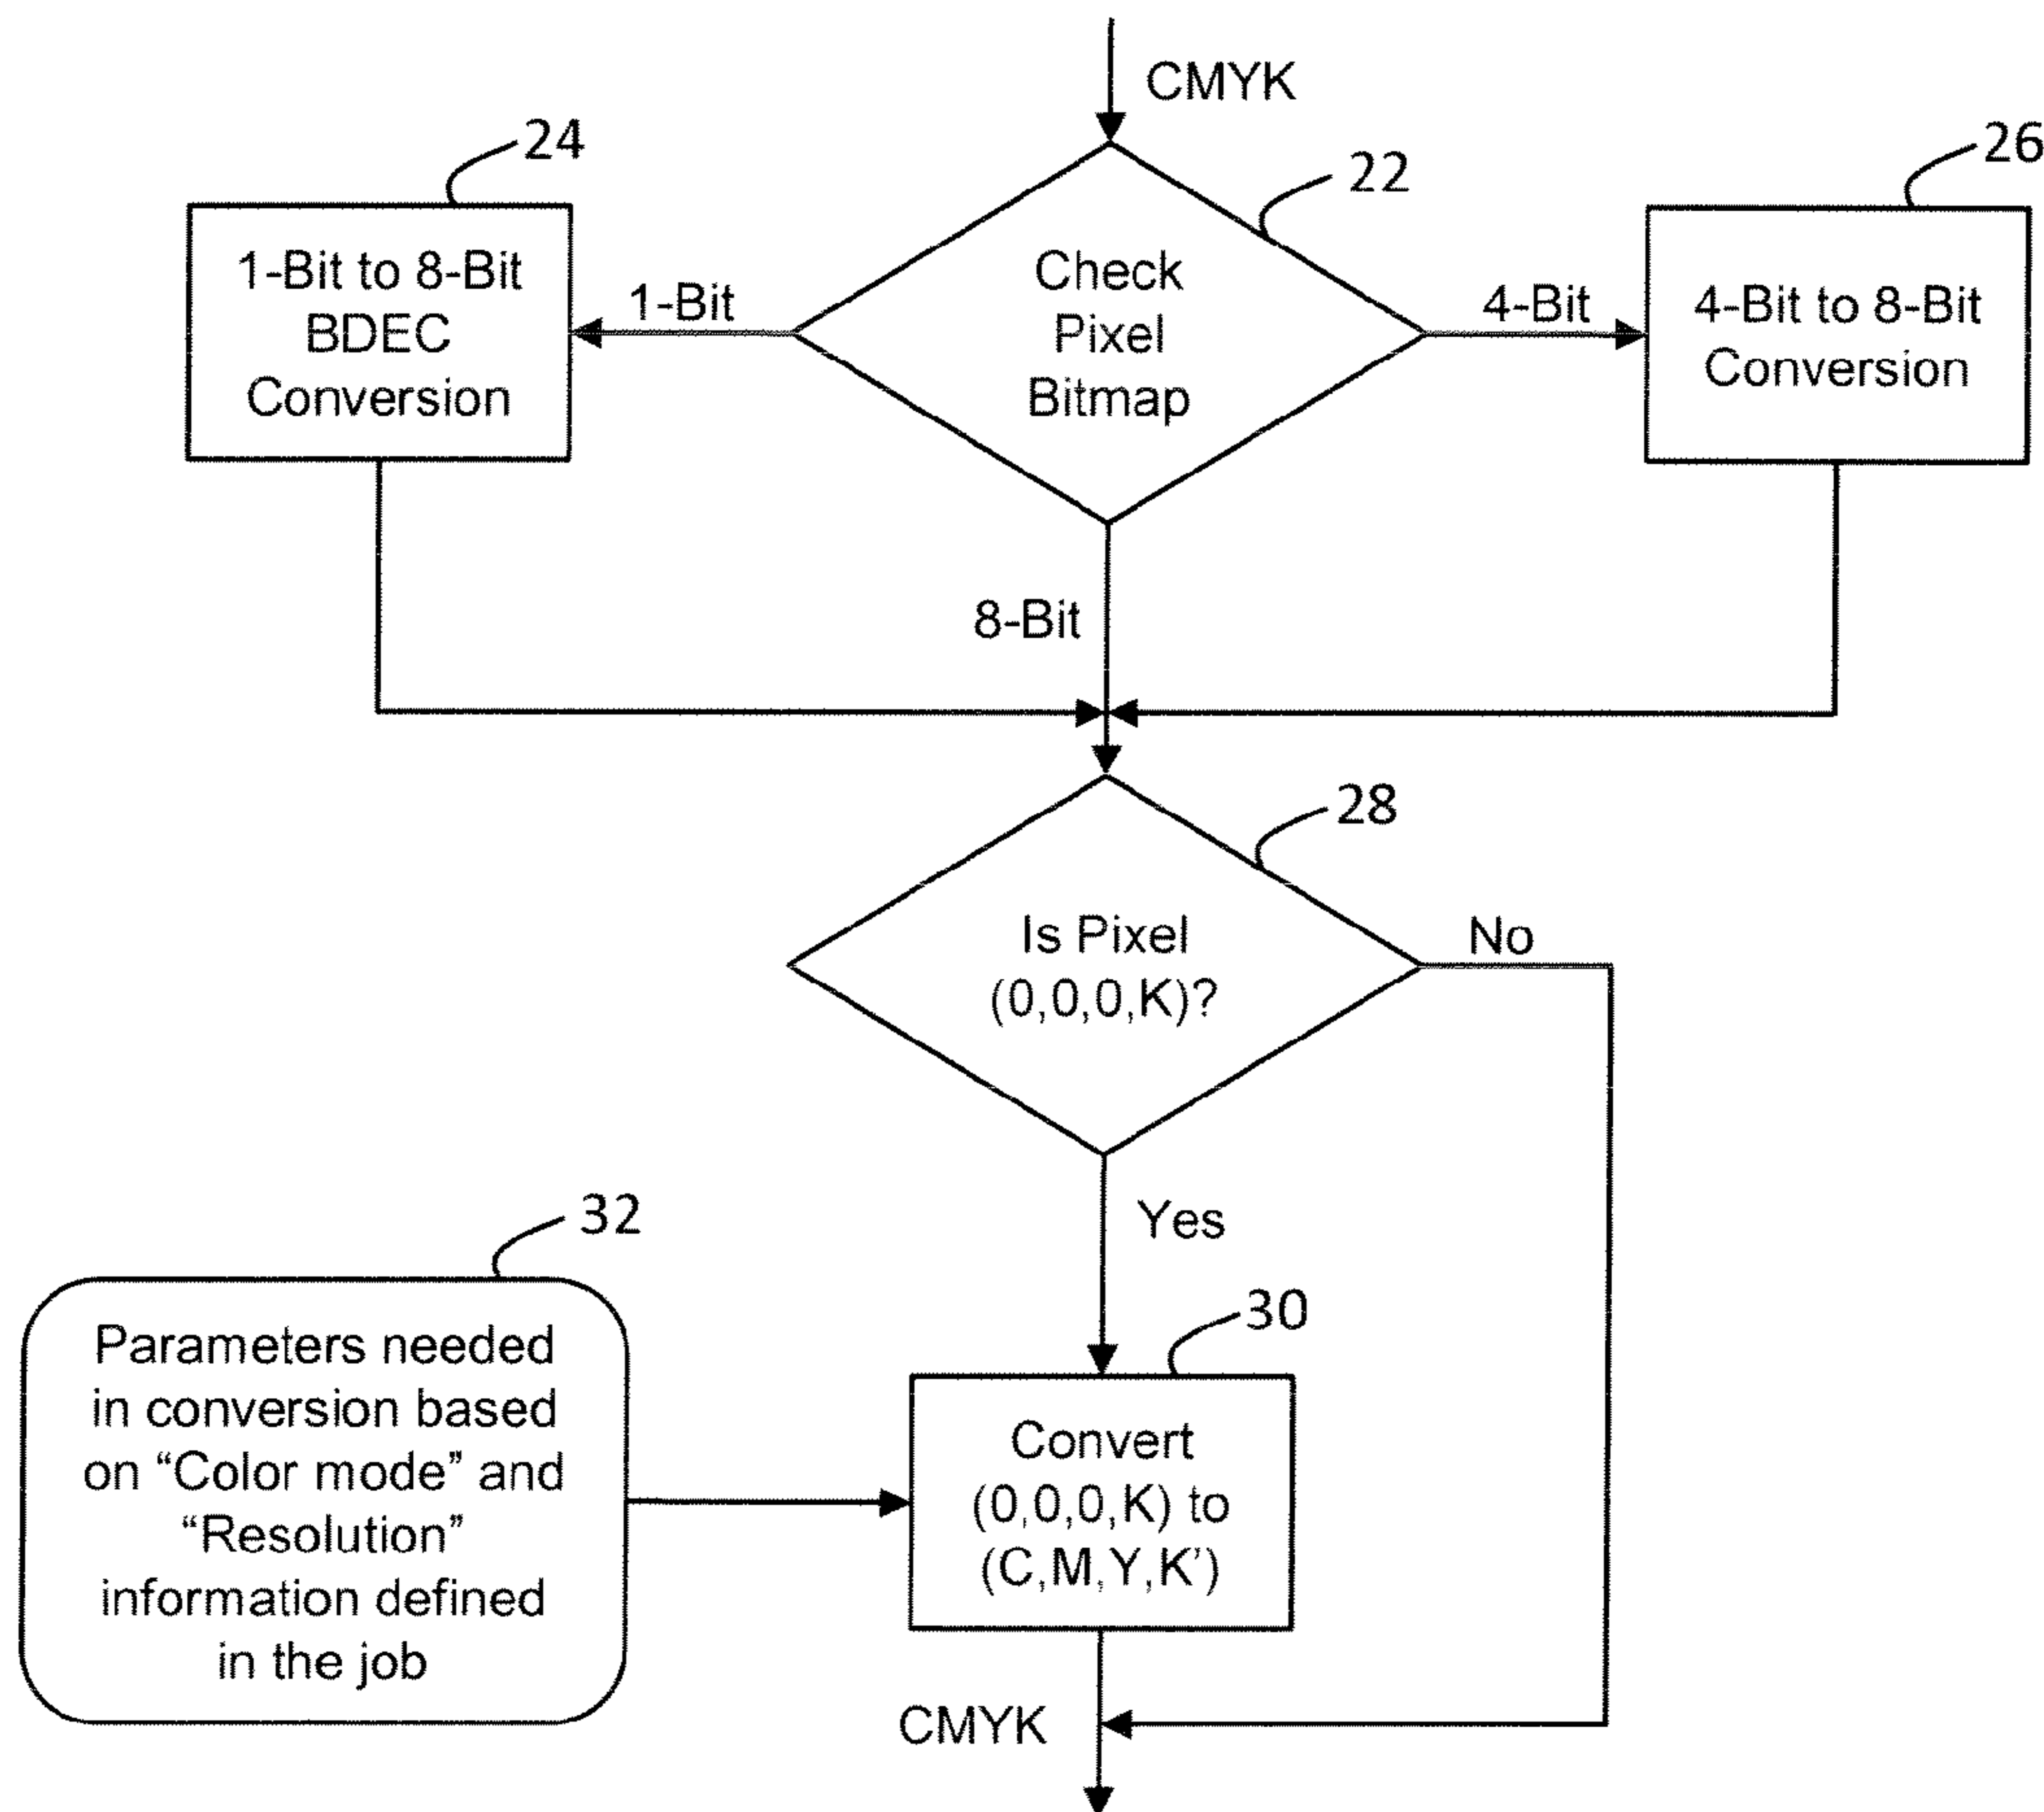 CMYK
24
22
26
1-Bit to 8-Bit
BDEC
Conversion
1-Bit
Check
Pixel
Bitmap
4-Bit
4-Bit to 8-Bit
Conversion
8-Bit
28
Is Pixel
(0,0,0,K)?
No
Yes
32
30
Parameters needed
in conversion based
on “Color mode” and
“Resolution”
information defined
in the job
Convert
(0,0,0,K) to
(C,M,Y,K’)
CMYK